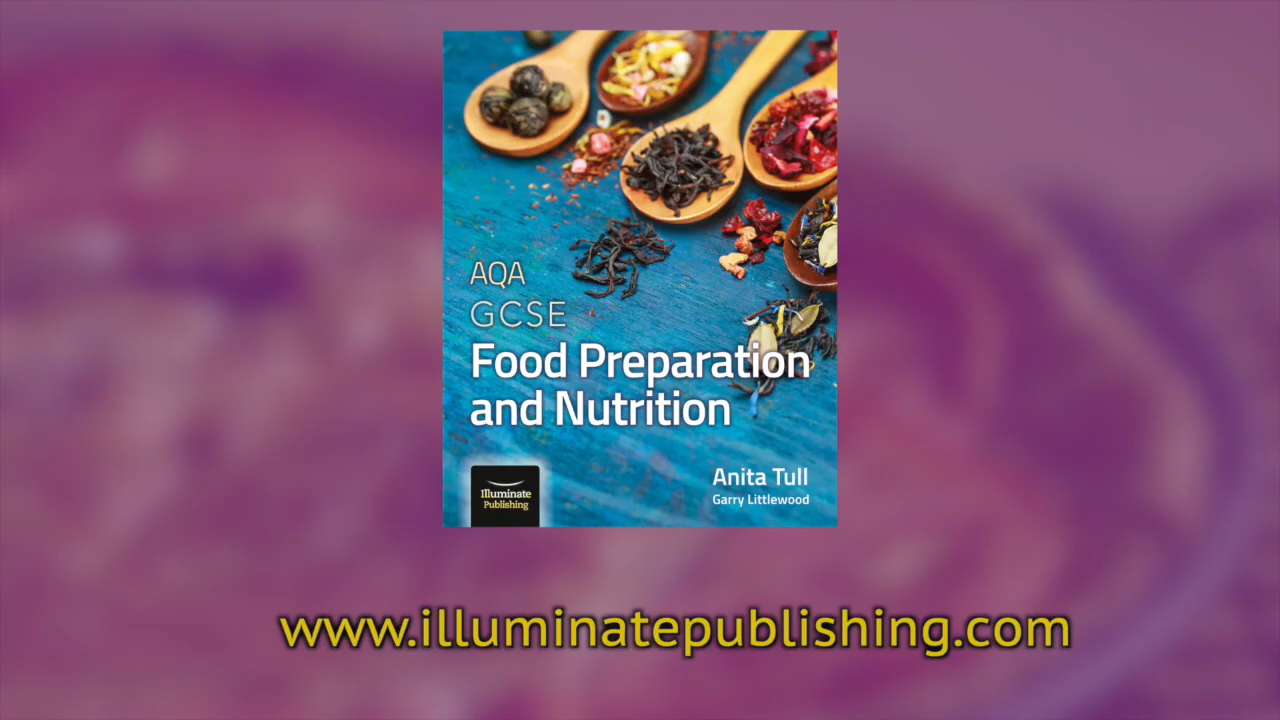 AQA
GCSE
Food Preparation
and Nutrition
Anita Tull
Garry Littlewood
Illuminate
Publishing
www.illuminatepublishing.com